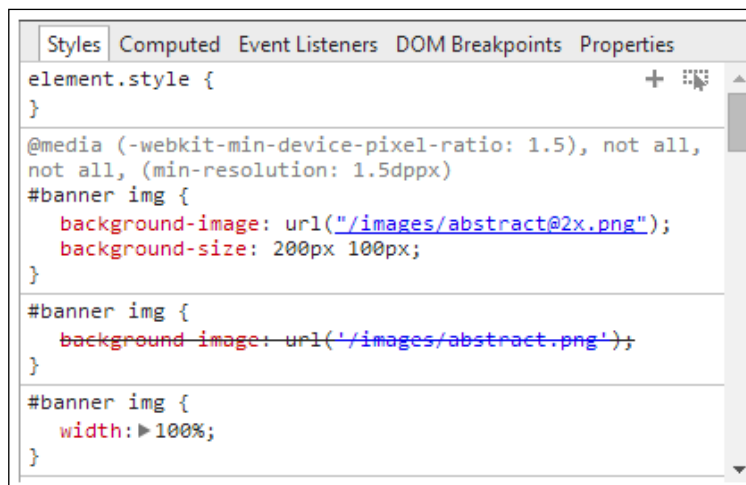 Styles Computed Event Listeners DOM Breakpoints Properties
element.style {
}
@media (-webkit-min-device-pixel-ratio: 1.5), not all,
not all, (min-resolution: 1.5dppx)
#banner img {
background-image: url("/images/abstract@2x.png");
background-size: 200px 100px;
}
#banner img {
background-image: url('/images/abstract.png');
}
#banner img {
width:▶100%;
}